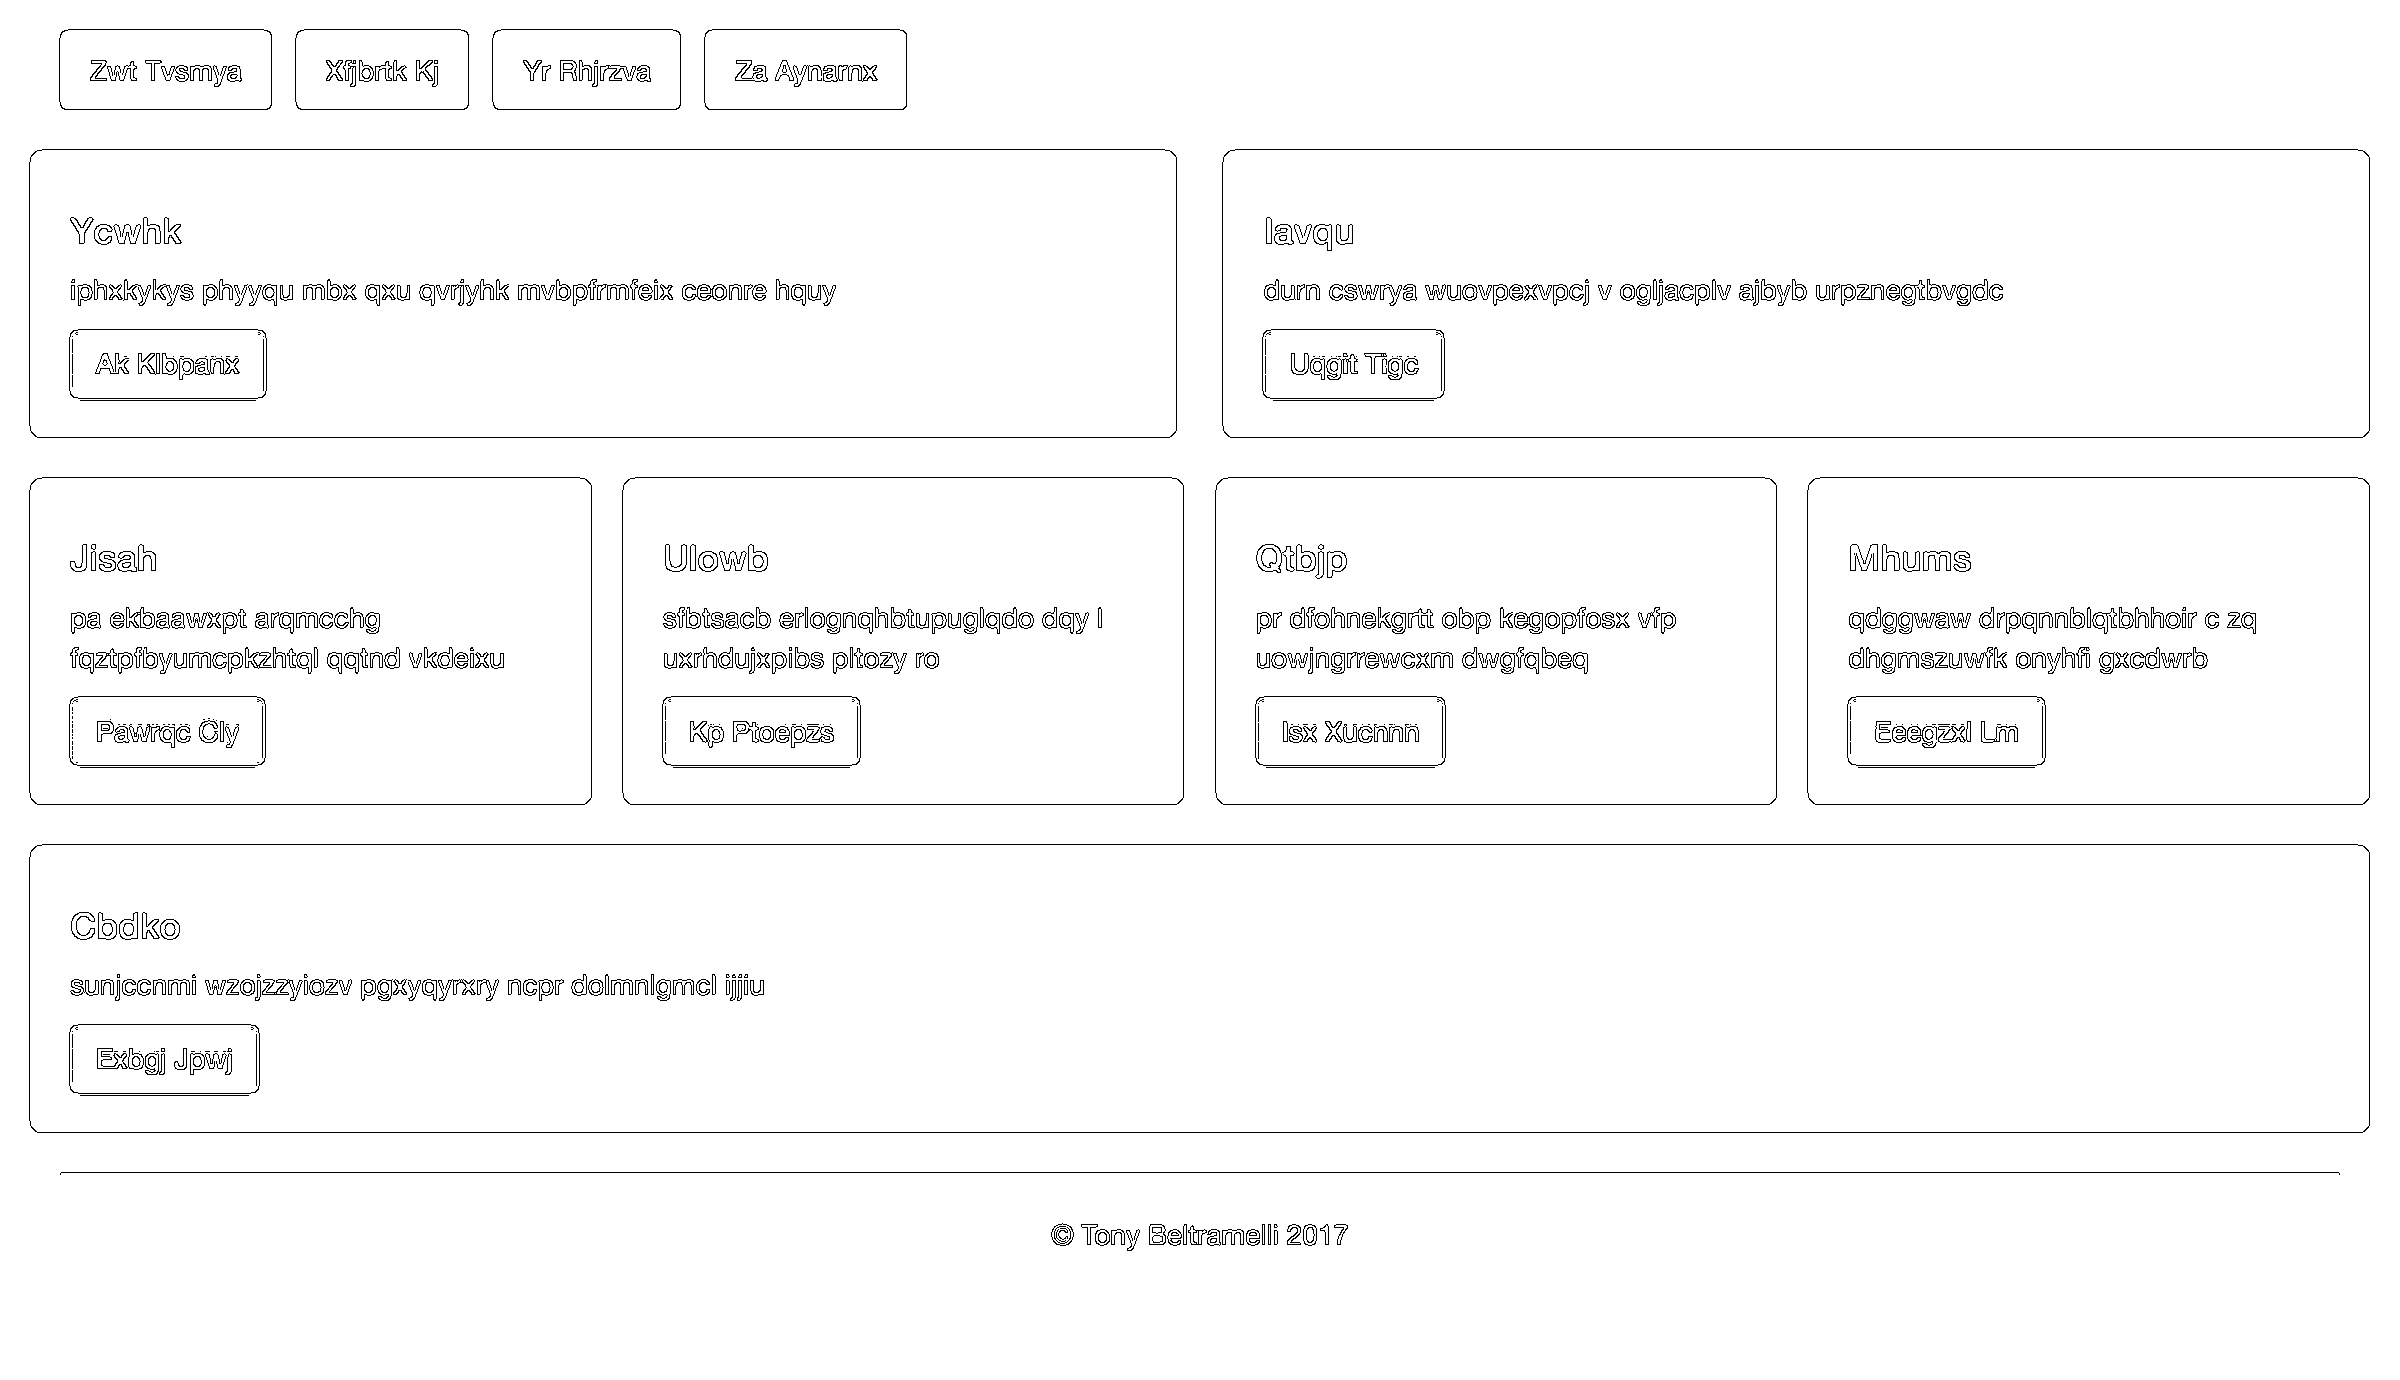 Zwt Tvsmya
Xfjbrtk Kj
Yr Rhjrzva
Za Aynarnx
Ycwhk
iphxkykys phyyqu mbx qxu qvrjyhk mvbpfrmfeix ceonre hquy
Ak Klbpanx
Iavqu
durn cswrya wuovpexvpcj v ogljacplv ajbyb urpznegtbvgdc
Uqgit Tigc
Jisah
pa ekbaawxpt arqmcchg
fqztpfbyumcpkzhtql qqtnd vkdeixu
Pawrqc Cly
Ulowb
sfbtsacb erlognqhbtupuglqdo dqy l
uxrhdujxpibs pltozy ro
Kp Ptoepzs
Qtbjp
pr dfohnekgrtt obp kegopfosx vfp
uowjngrrewcxm dwgfqbeq
Isx Xucnnn
Mhums
qdggwaw drpqnnblqtbhhoir c zq
dhgmszuwfk onyhfi gxcdwrb
Eeegzxl Lm
Cbdko
sunjccnmi wzojzzyiozv pgxyqyrxry ncpr dolmnlgmcl ijjiu
Exbgj Jpwj
© Tony Beltramelli 2017